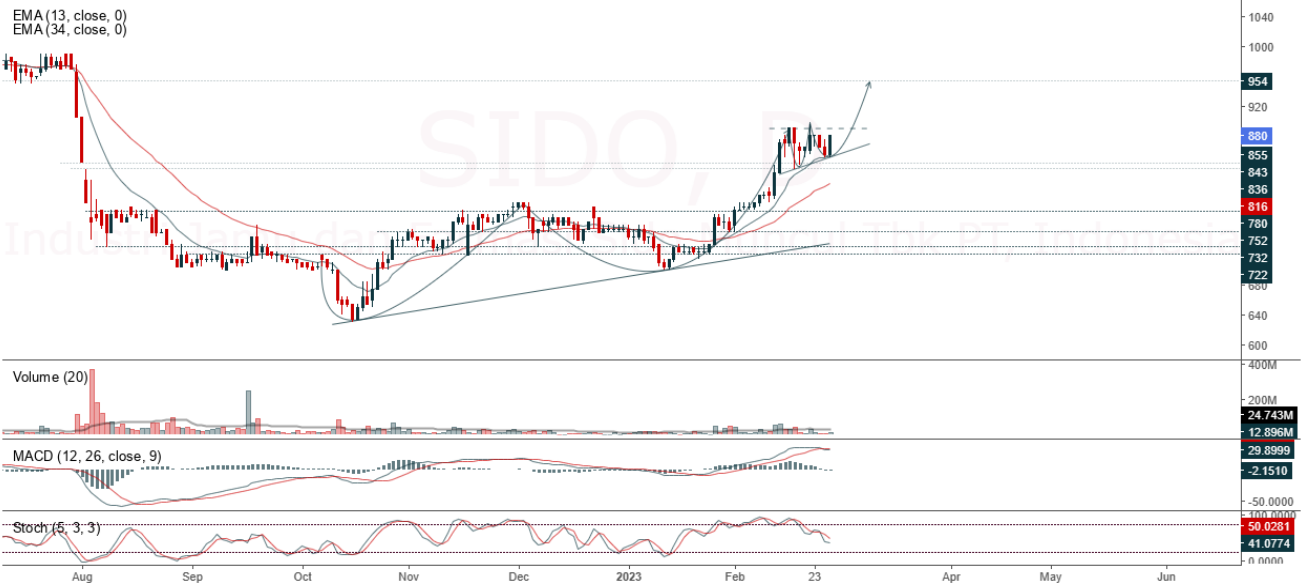 EMA (13, close, 0)
EMA (34, close, 0)
SIDO, D
1040
1000
954
920
880
855
843
836
816
780
752
732
722
680
640
600
Volume (20)
400M
200M
24.743M
12.896M
MACD (12, 26, close, 9)
29.8999
-2.1510
-50.0000
Stoch (5, 3, 3)
100.0000
50.0281
41.0774
0.0000
Aug Sep Oct Nov Dec 2023 Feb 23 Apr May Jun